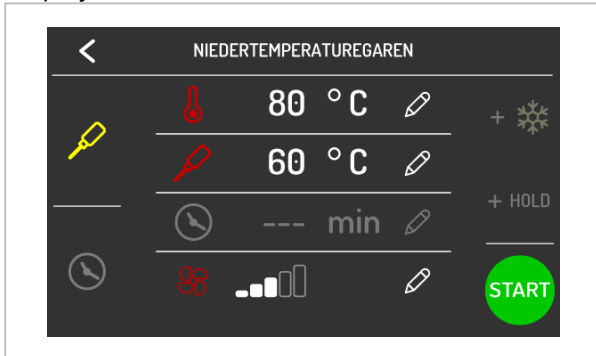 NIEDERTEMPERATUREGAREN
80 °C
+
60 °C
+ HOLD
--- min
START